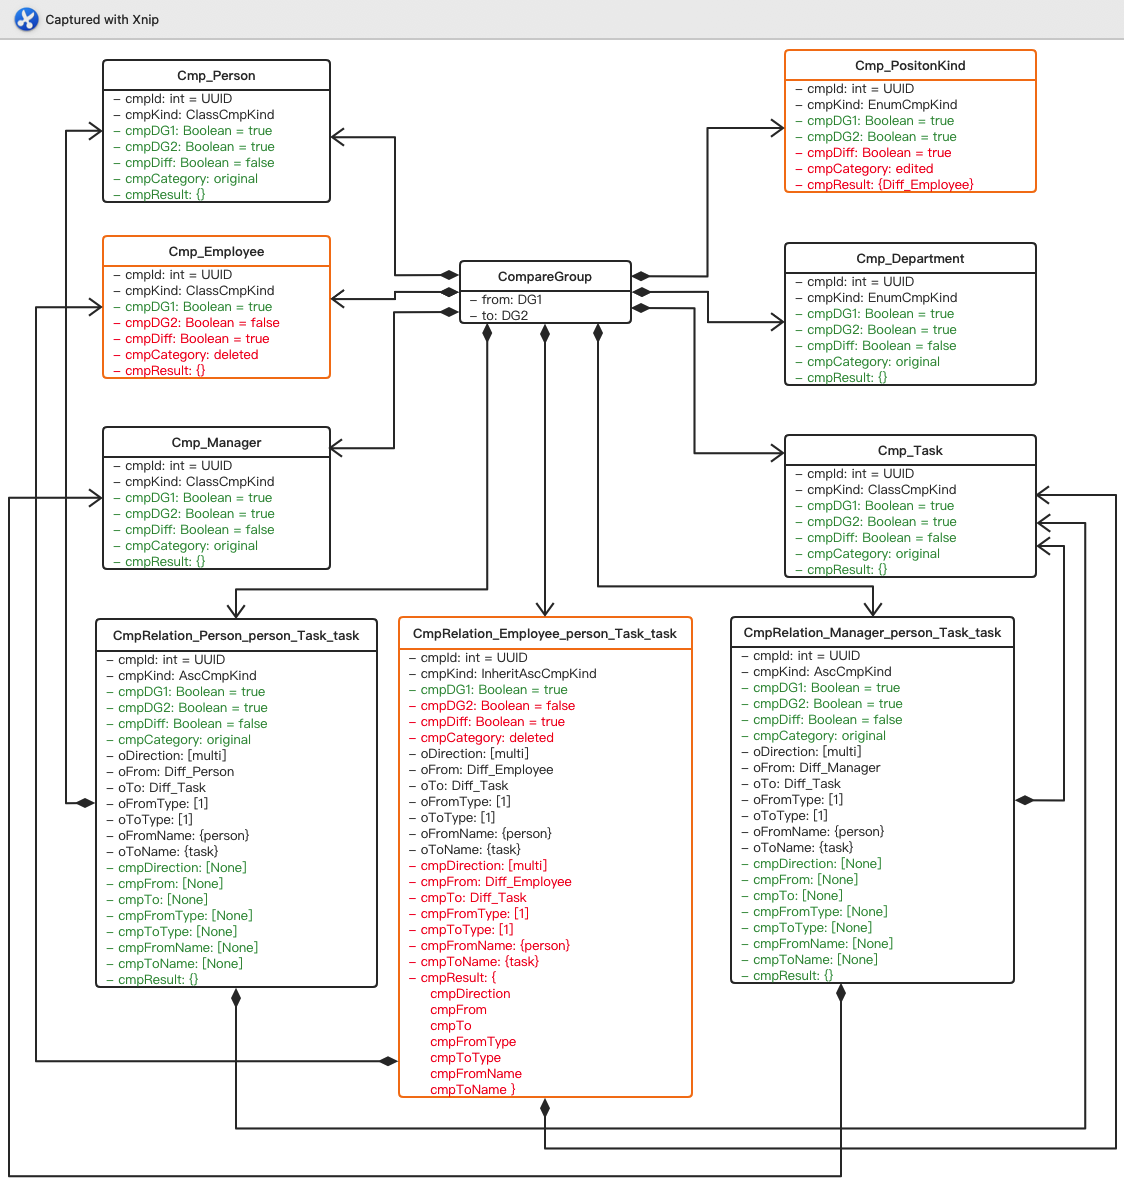 Captured with Xnip
Cmp_Person
– cmpId: int = UUID
– cmpKind: ClassCmpKind
– cmpDG1: Boolean = true
– cmpDG2: Boolean = true
– cmpDiff: Boolean = false
– cmpCategory: original
– cmpResult: {}
Cmp_PositonKind
– cmpId: int = UUID
– cmpKind: EnumCmpKind
– cmpDG1: Boolean = true
– cmpDG2: Boolean = true
– cmpDiff: Boolean = true
– cmpCategory: edited
– cmpResult: {Diff_Employee}
Cmp_Employee
– cmpId: int = UUID
– cmpKind: ClassCmpKind
– cmpDG1: Boolean = true
– cmpDG2: Boolean = false
– cmpDiff: Boolean = true
– cmpCategory: deleted
– cmpResult: {}
CompareGroup
– from: DG1
– to: DG2
Cmp_Department
– cmpId: int = UUID
– cmpKind: EnumCmpKind
– cmpDG1: Boolean = true
– cmpDG2: Boolean = true
– cmpDiff: Boolean = false
– cmpCategory: original
– cmpResult: {}
Cmp_Manager
– cmpId: int = UUID
– cmpKind: ClassCmpKind
– cmpDG1: Boolean = true
– cmpDG2: Boolean = true
– cmpDiff: Boolean = false
– cmpCategory: original
– cmpResult: {}
Cmp_Task
– cmpId: int = UUID
– cmpKind: ClassCmpKind
– cmpDG1: Boolean = true
– cmpDG2: Boolean = true
– cmpDiff: Boolean = false
– cmpCategory: original
– cmpResult: {}
CmpRelation_Person_person_Task_task
– cmpId: int = UUID
– cmpKind: AscCmpKind
– cmpDG1: Boolean = true
– cmpDG2: Boolean = true
– cmpDiff: Boolean = false
– cmpCategory: original
– oDirection: [multi]
– oFrom: Diff_Person
– oTo: Diff_Task
– oFromType: [1]
– oToType: [1]
– oFromName: {person}
– oToName: {task}
– cmpDirection: [None]
– cmpFrom: [None]
– cmpTo: [None]
– cmpFromType: [None]
– cmpToType: [None]
– cmpFromName: [None]
– cmpToName: [None]
– cmpResult: {}
CmpRelation_Employee_person_Task_task
– cmpId: int = UUID
– cmpKind: InheritAscCmpKind
– cmpDG1: Boolean = true
– cmpDG2: Boolean = false
– cmpDiff: Boolean = true
– cmpCategory: deleted
– oDirection: [multi]
– oFrom: Diff_Employee
– oTo: Diff_Task
– oFromType: [1]
– oToType: [1]
– oFromName: {person}
– oToName: {task}
– cmpDirection: [multi]
– cmpFrom: Diff_Employee
– cmpTo: Diff_Task
– cmpFromType: [1]
– cmpToType: [1]
– cmpFromName: {person}
– cmpToName: {task}
– cmpResult: {
cmpDirection
cmpFrom
cmpTo
cmpFromType
cmpToType
cmpFromName
cmpToName }
CmpRelation_Manager_person_Task_task
– cmpId: int = UUID
– cmpKind: AscCmpKind
– cmpDG1: Boolean = true
– cmpDG2: Boolean = true
– cmpDiff: Boolean = false
– cmpCategory: original
– oDirection: [multi]
– oFrom: Diff_Manager
– oTo: Diff_Task
– oFromType: [1]
– oToType: [1]
– oFromName: {person}
– oToName: {task}
– cmpDirection: [None]
– cmpFrom: [None]
– cmpTo: [None]
– cmpFromType: [None]
– cmpToType: [None]
– cmpFromName: [None]
– cmpToName: [None]
– cmpResult: {}